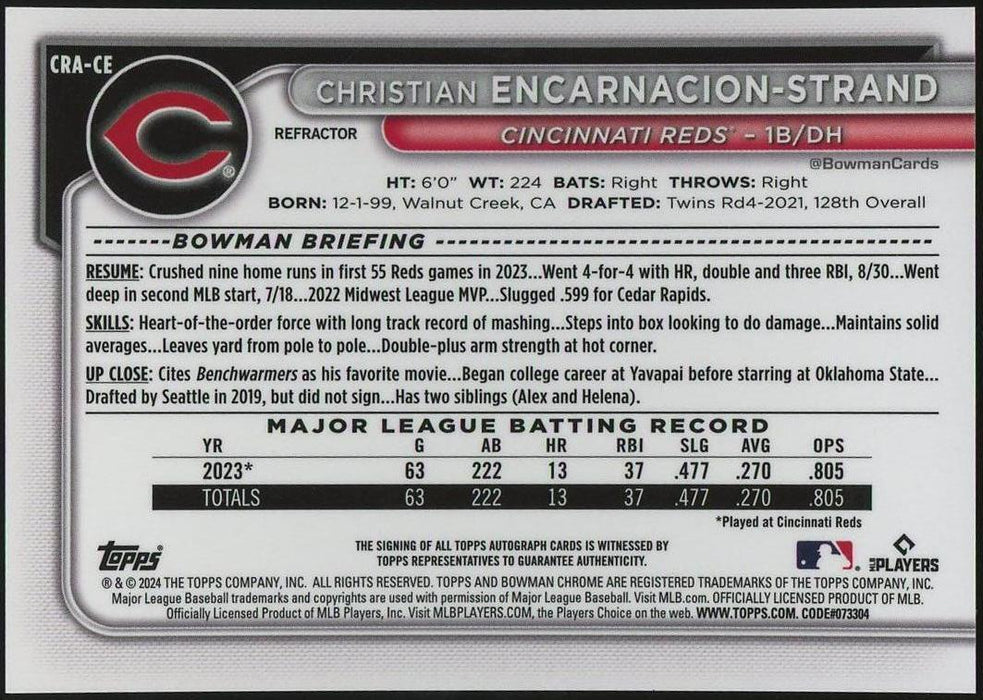 CRA-CE
CHRISTIAN ENCARNACION-STRAND
REFRACTOR
CINCINNATI REDS® - 1B/DH
@BowmanCards
HT: 6'0" WT: 224 BATS: Right THROWS: Right
BORN: 12-1-99, Walnut Creek, CA DRAFTED: Twins Rd4-2021, 128th Overall
BOWMAN BRIEFING
RESUME: Crushed nine home runs in first 55 Reds games in 2023...Went 4-for-4 with HR, double and three RBI, 8/30...Went
deep in second MLB start, 7/18...2022 Midwest League MVP...Slugged .599 for Cedar Rapids.
SKILLS: Heart-of-the-order force with long track record of mashing...Steps into box looking to do damage...Maintains solid
averages...Leaves yard from pole to pole...Double-plus arm strength at hot corner.
UP CLOSE: Cites Benchwarmers as his favorite movie...Began college career at Yavapai before starring at Oklahoma State...
Drafted by Seattle in 2019, but did not sign...Has two siblings (Alex and Helena).
MAJOR LEAGUE BATTING RECORD
YR G AB HR RBI SLG AVG OPS
2023* 63 222 13 37 .477 .270 .805
TOTALS 63 222 13 37 .477 .270 .805
*Played at Cincinnati Reds
Topps®
THE SIGNING OF ALL TOPPS AUTOGRAPH CARDS IS WITNESSED BY
TOPPS REPRESENTATIVES TO GUARANTEE AUTHENTICITY.
MLB PLAYERS
® & © 2024 THE TOPPS COMPANY, INC. ALL RIGHTS RESERVED. TOPPS AND BOWMAN CHROME ARE REGISTERED TRADEMARKS OF THE TOPPS COMPANY, INC.
Major League Baseball trademarks and copyrights are used with permission of Major League Baseball. Visit MLB.com. OFFICIALLY LICENSED PRODUCT OF MLB.
Officially Licensed Product of MLB Players, Inc. Visit MLBPLAYERS.COM, the Players Choice on the web. WWW.TOPPS.COM. CODE#073304